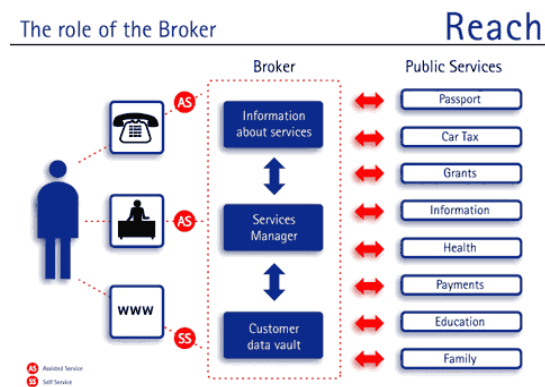 The role of the Broker
Reach
Broker
Public Services
AS
Information
about services
Passport
Car Tax
Grants
AS
Services
Manager
Information
Health
WWW
SS
Customer
data vault
Payments
Education
Family
AS Assisted Service
SS Self Service